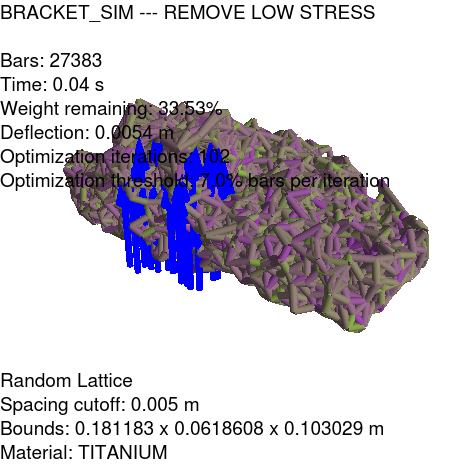 BRACKET_SIM --- REMOVE LOW STRESS
Bars: 27383
Time: 0.04 s
Weight remaining: 33.53%
Deflection: 0.0054 m
Optimization iterations: 102
Optimization threshold: 7.0% bars per iteration
Random Lattice
Spacing cutoff: 0.005 m
Bounds: 0.181183 x 0.0618608 x 0.103029 m
Material: TITANIUM